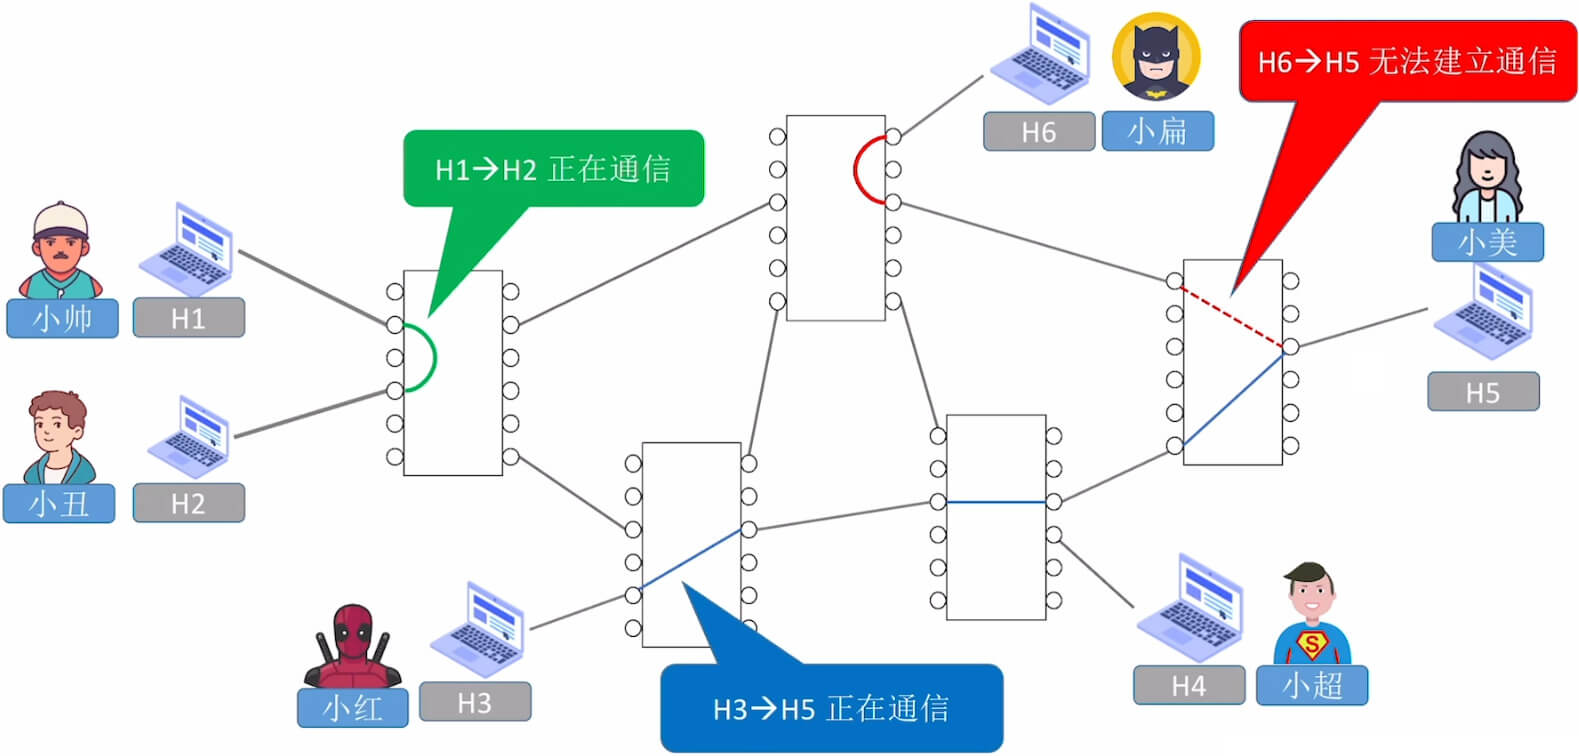 H6→H5 无法建立通信
H6
小扁
H1→H2 正在通信
小美
小帅
H1
H5
小丑
H2
小红
H3
H3→H5 正在通信
H4
小超
S